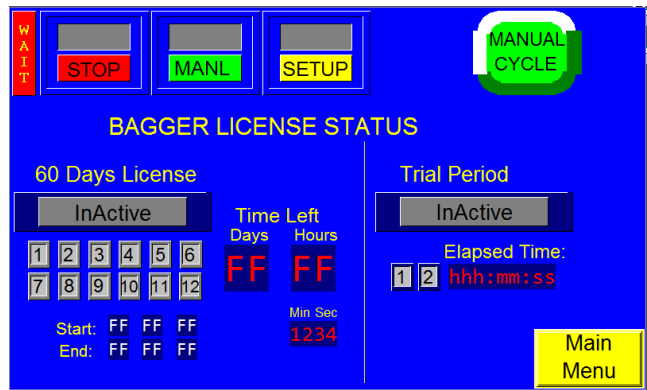 WAIT
STOP
MANL
SETUP
MANUAL
CYCLE
BAGGER LICENSE STATUS
60 Days License
InActive
Time Left
Days Hours
1 2 3 4 5 6
FF FF
7 8 9 10 11 12
Min Sec
1234
Start: FF FF FF
End: FF FF FF
Trial Period
InActive
Elapsed Time:
1 2 hhh:mm:ss
Main
Menu